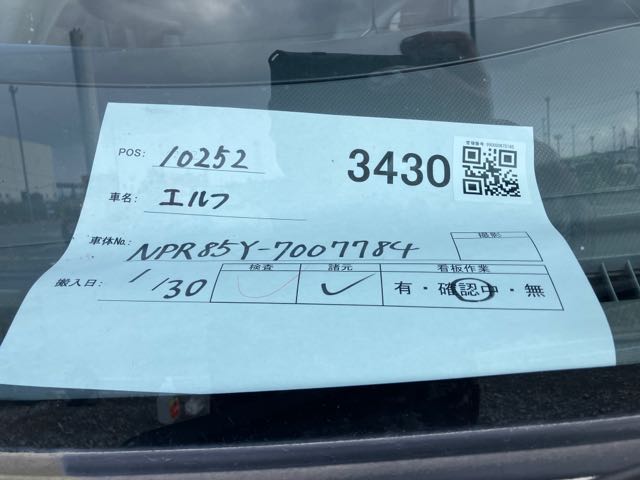 POS: 10252
3430
車名: エルフ
車体No.: NPR85Y-7007784
撮影
搬入日: 1/30
検査 諸元 看板作業
✓ ✓ 有・確認中・無